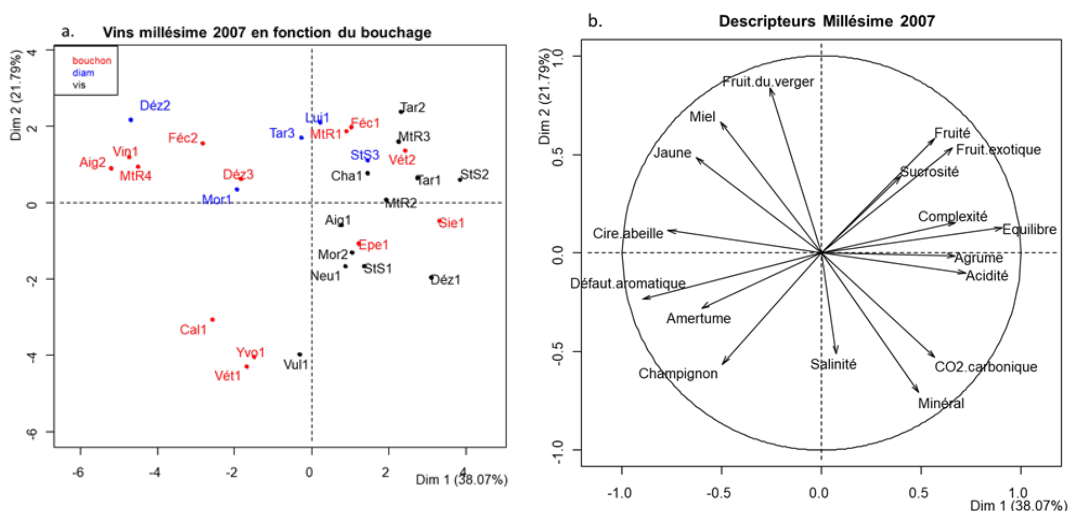 a.
Vins millésime 2007 en fonction du bouchage
bouchon
diam
vis
Dim 2 (21.79%)
4
2
0
-2
-4
-6
Déz2
Lui1
Tar2
Tar3
MtR1
Féc1
Féc2
MtR3
Vin1
StS3
Vét2
Aig2
MtR4
Déz3
Cha1
Tar1
StS2
Mor1
MtR2
Aig1
Sie1
Epe1
Mor2
Neu1
StS1
Déz1
Cal1
Yvo1
Vul1
Vét1
-6
-4
-2
0
2
4
Dim 1 (38.07%)
b.
Descripteurs Millésime 2007
Dim 2 (21.79%)
1.0
0.5
0.0
-0.5
-1.0
Fruit.du.verger
Miel
Fruité
Jaune
Fruit.exotique
Sucrosité
Complexité
Cire.abeille
Equilibre
Agrume
Acidité
Défaut.aromatique
Amertume
Champignon
Salinité
CO2.carbonique
Minéral
-1.0
-0.5
0.0
0.5
1.0
Dim 1 (38.07%)